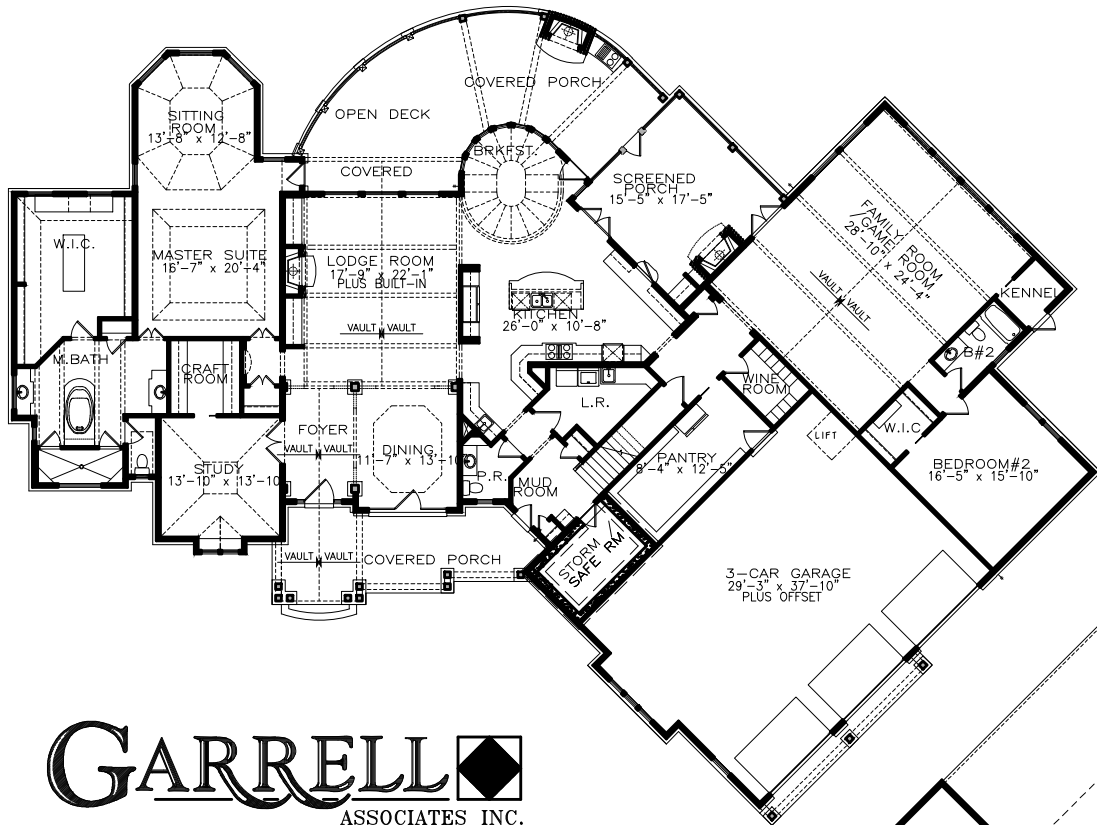 COVERED PORCH
OPEN DECK
SITTING
ROOM
13'-8" x 12'-8"
BRKFST.
COVERED
SCREENED
PORCH
15'-5" x 17'-5"
FAMILY ROOM
/GAME ROOM
28'-10" x 24'-4"
VAULT VAULT
KENNEL
W.I.C.
MASTER SUITE
16'-7" x 20'-4"
LODGE ROOM
17'-9" x 22'-1"
PLUS BUILT-IN
VAULT VAULT
KITCHEN
26'-0" x 10'-8"
M.BATH
CRAFT
ROOM
WINE
ROOM
B#2
L.R.
FOYER
VAULT VAULT
DINING
11'-7" x 13'-10"
LIFT
W.I.C
STUDY
13'-10" x 13'-10"
P.R.
MUD
ROOM
PANTRY
8'-4" x 12'-5"
BEDROOM#2
16'-5" x 15'-10"
VAULT VAULT
COVERED PORCH
STORM
SAFE RM
3-CAR GARAGE
29'-3" x 37'-10"
PLUS OFFSET
GARRELL
ASSOCIATES INC.